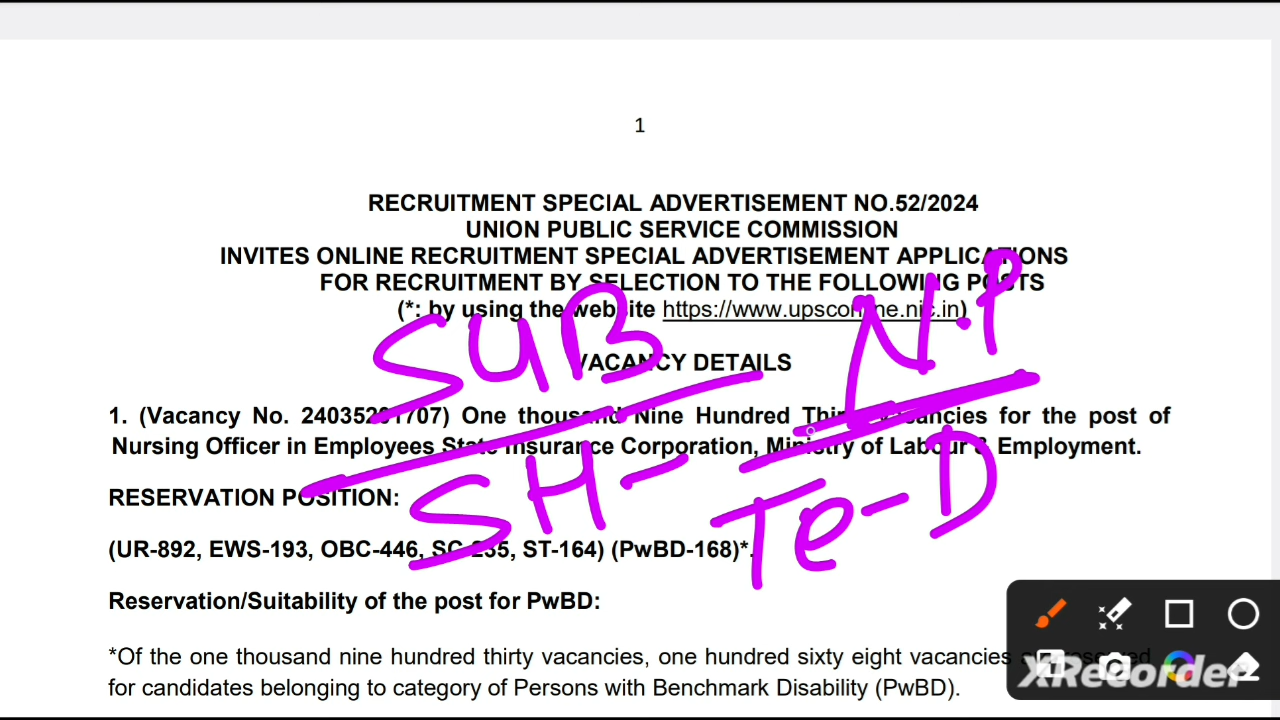 1
RECRUITMENT SPECIAL ADVERTISEMENT NO.52/2024
UNION PUBLIC SERVICE COMMISSION
INVITES ONLINE RECRUITMENT SPECIAL ADVERTISEMENT APPLICATIONS
FOR RECRUITMENT BY SELECTION TO THE FOLLOWING POSTS
(*: by using the website https://www.upsconline.nic.in)
SUB
N.P
VACANCY DETAILS
1. (Vacancy No. 24035201707) One thousand Nine Hundred Thirty vacancies for the post of
Nursing Officer in Employees State Insurance Corporation, Ministry of Labour & Employment.
SH-
Te-D
RESERVATION POSITION:
(UR-892, EWS-193, OBC-446, SC-235, ST-164) (PwBD-168)*.
Reservation/Suitability of the post for PwBD:
*Of the one thousand nine hundred thirty vacancies, one hundred sixty eight vacancies are reserved
for candidates belonging to category of Persons with Benchmark Disability (PwBD).
XRecorder